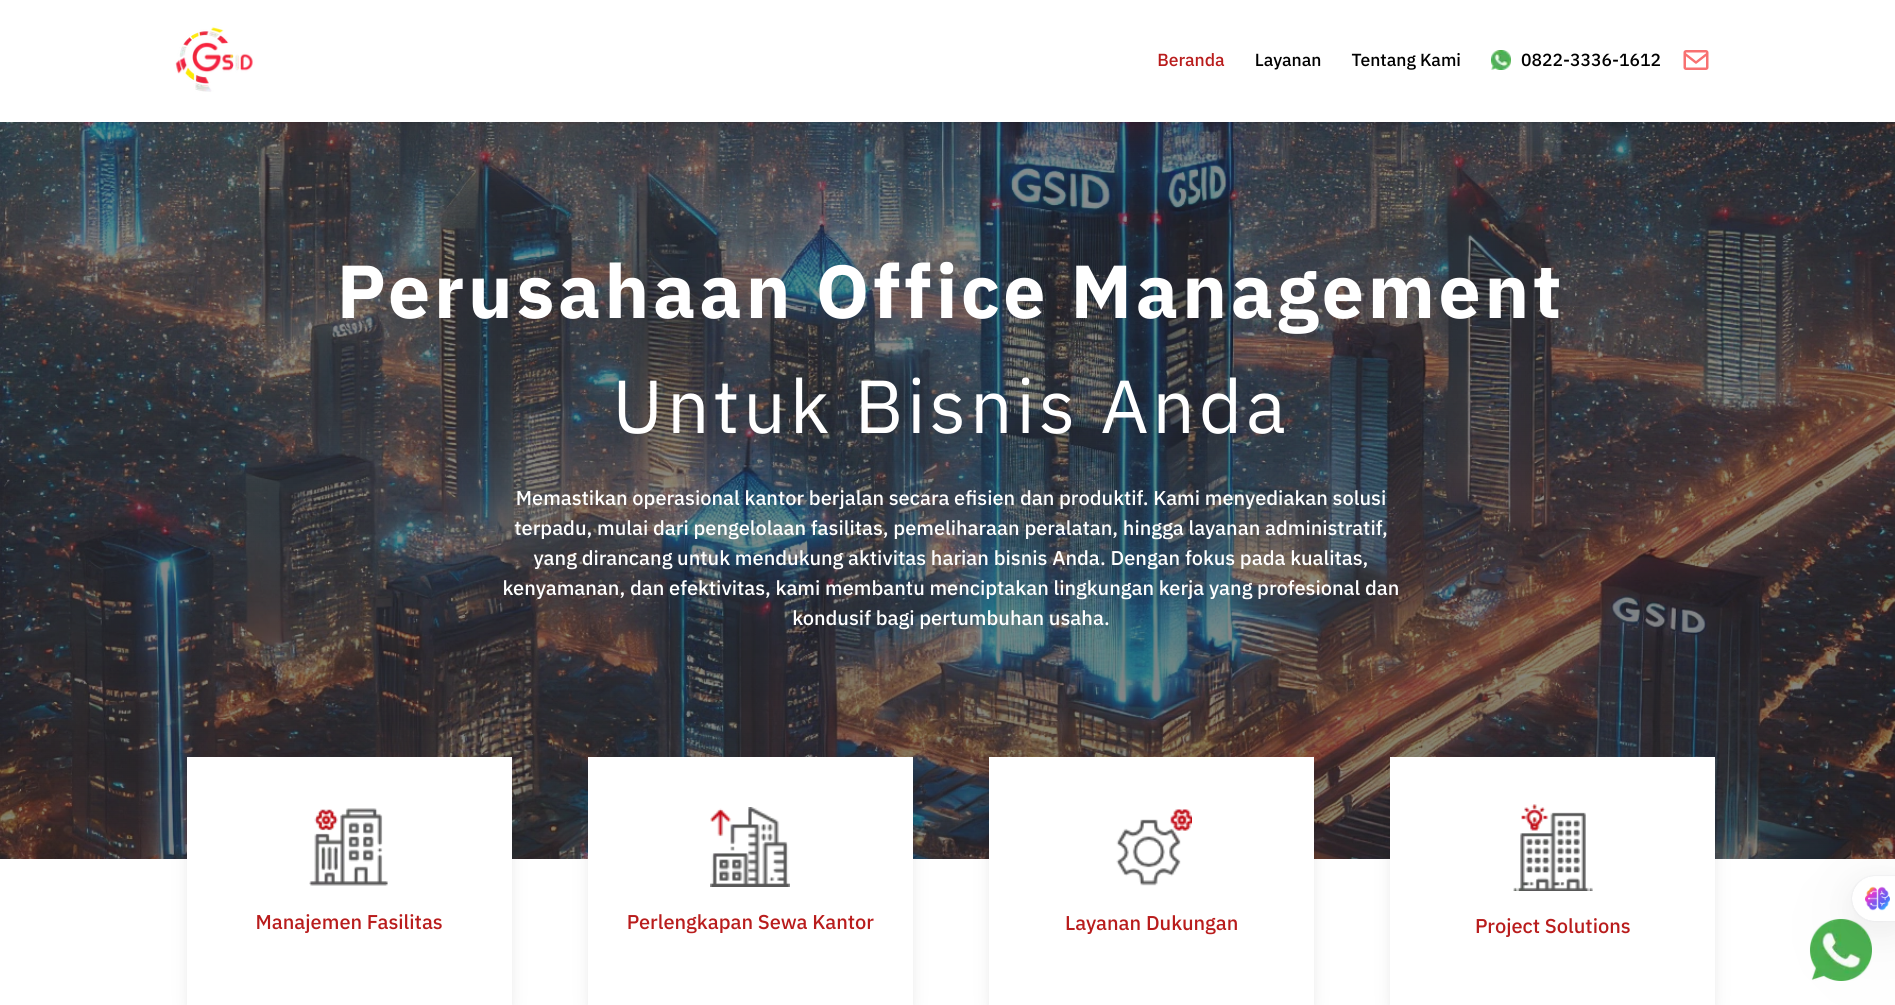 GSID
Beranda
Layanan
Tentang Kami
0822-3336-1612
GSID GSID
Perusahaan Office Management
Untuk Bisnis Anda
Memastikan operasional kantor berjalan secara efisien dan produktif. Kami menyediakan solusi
terpadu, mulai dari pengelolaan fasilitas, pemeliharaan peralatan, hingga layanan administratif,
yang dirancang untuk mendukung aktivitas harian bisnis Anda. Dengan fokus pada kualitas,
kenyamanan, dan efektivitas, kami membantu menciptakan lingkungan kerja yang profesional dan
kondusif bagi pertumbuhan usaha.
GSID
Manajemen Fasilitas
Perlengkapan Sewa Kantor
Layanan Dukungan
Project Solutions